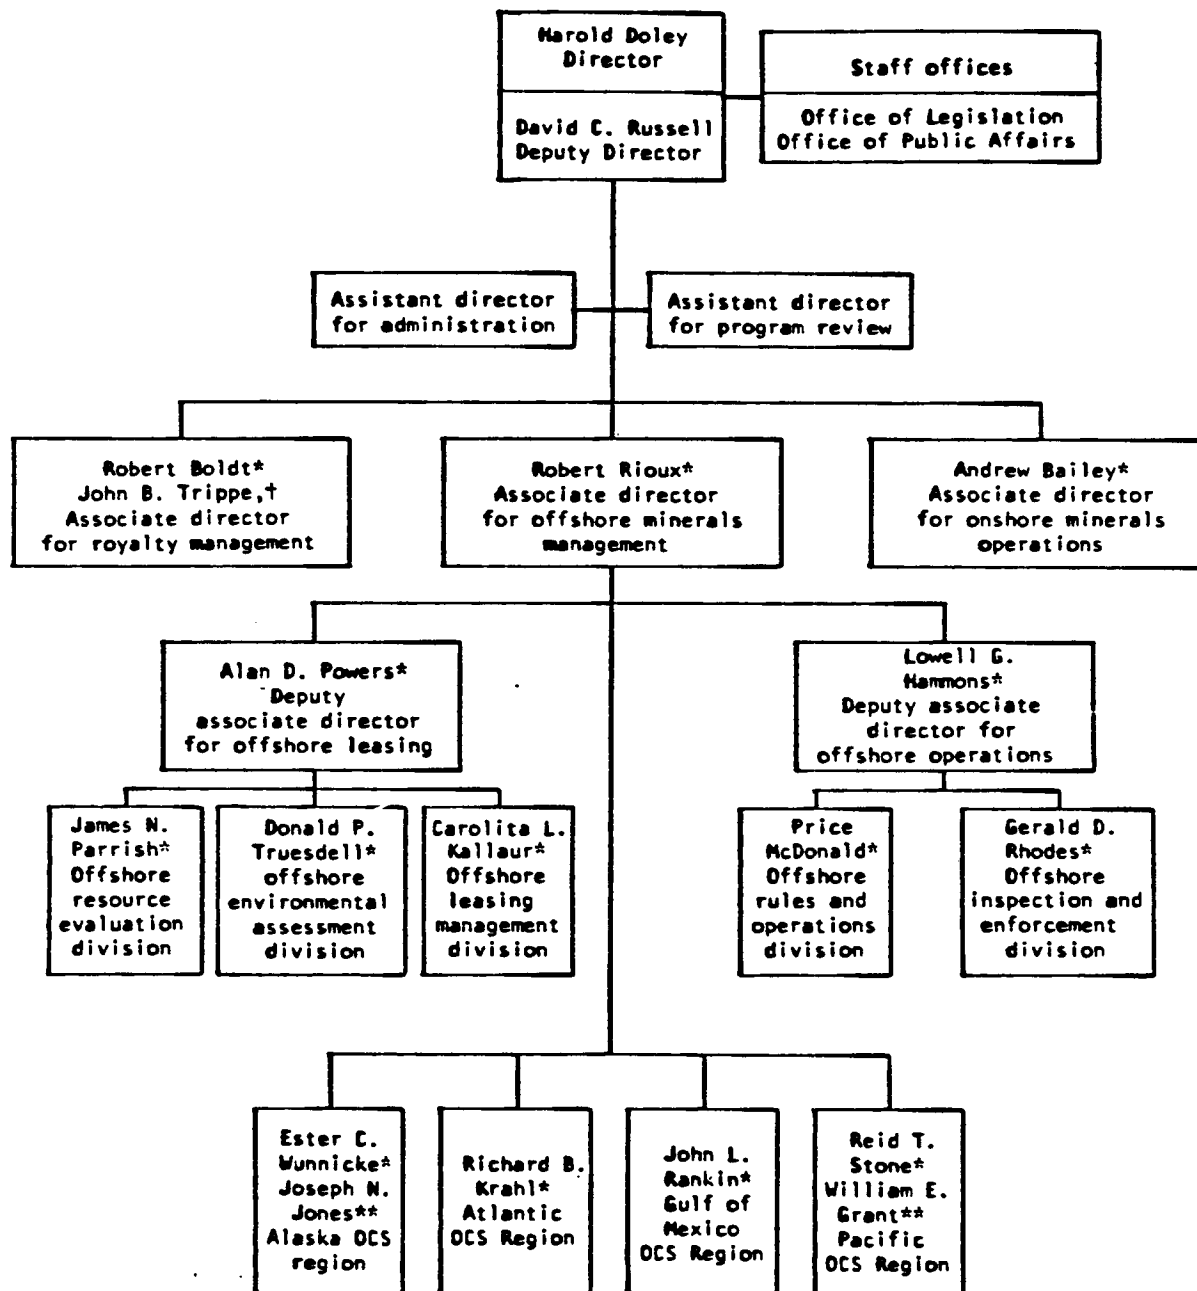 Harold Doley
Director
David C. Russell
Deputy Director
Staff offices
Office of Legislation
Office of Public Affairs
Assistant director
for administration
Assistant director
for program review
Robert Boldt*
John B. Trippe,†
Associate director
for royalty management
Robert Rioux*
Associate director
for offshore minerals
management
Andrew Bailey*
Associate director
for onshore minerals
operations
Alan D. Powers*
Deputy
associate director
for offshore leasing
Lowell G.
Hammons*
Deputy associate
director for
offshore operations
James N.
Parrish*
Offshore
resource
evaluation
division
Donald P.
Truesdell*
offshore
environmental
assessment
division
Carolita L.
Kallaur*
Offshore
leasing
management
division
Price
McDonald*
Offshore
rules and
operations
division
Gerald D.
Rhodes*
Offshore
inspection and
enforcement
division
Ester C.
Wunnicke*
Joseph N.
Jones**
Alaska OCS
region
Richard B.
Krahl*
Atlantic
OCS Region
John L.
Rankin*
Gulf of
Mexico
OCS Region
Reid T.
Stone*
William E.
Grant**
Pacific
OCS Region